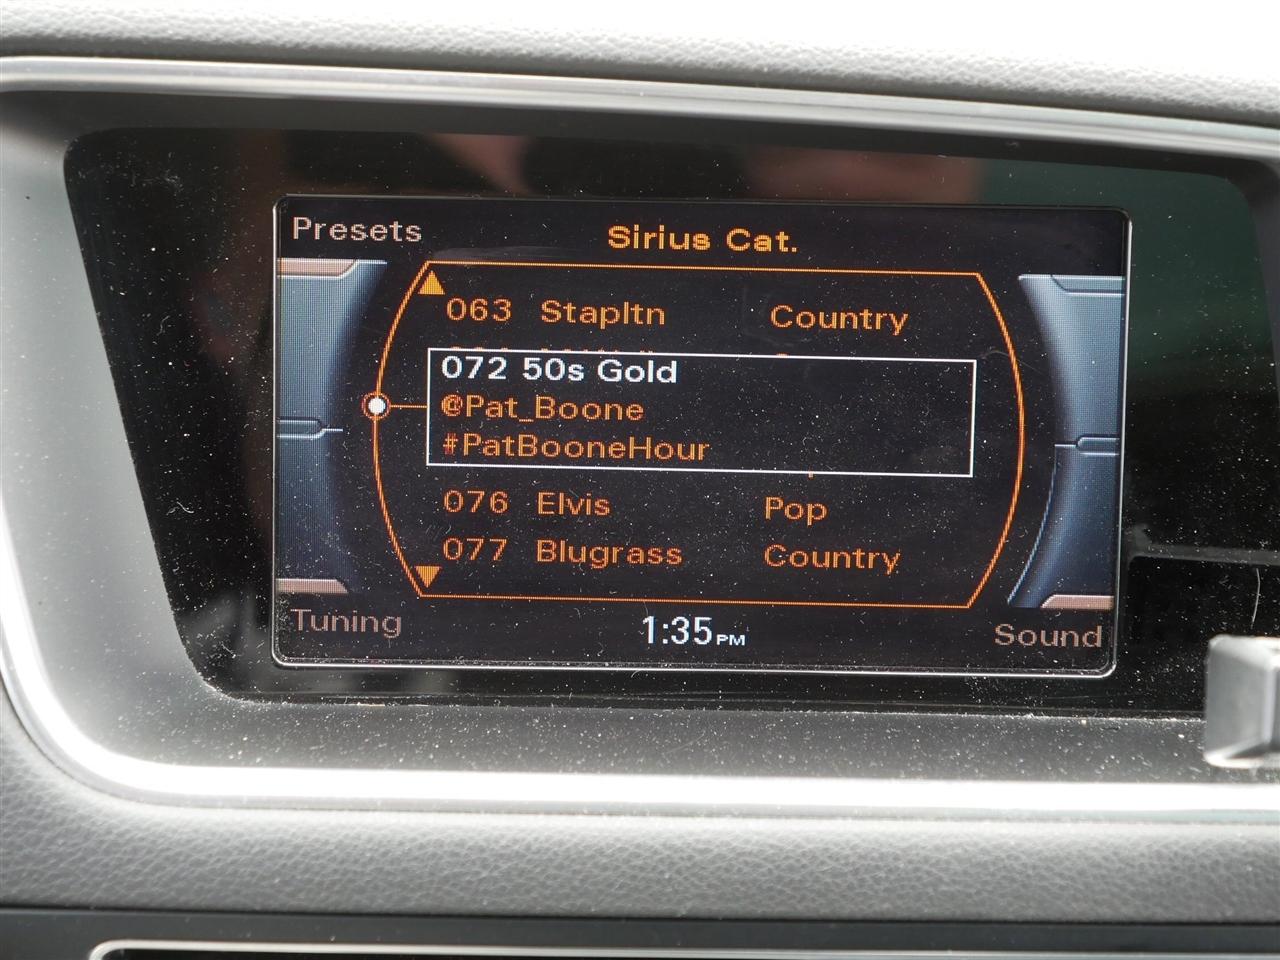 Presets
Sirius Cat.
063 Stapltn Country
072 50s Gold
@Pat_Boone
#PatBooneHour
076 Elvis Pop
077 Blugrass Country
Tuning
1:35PM
Sound